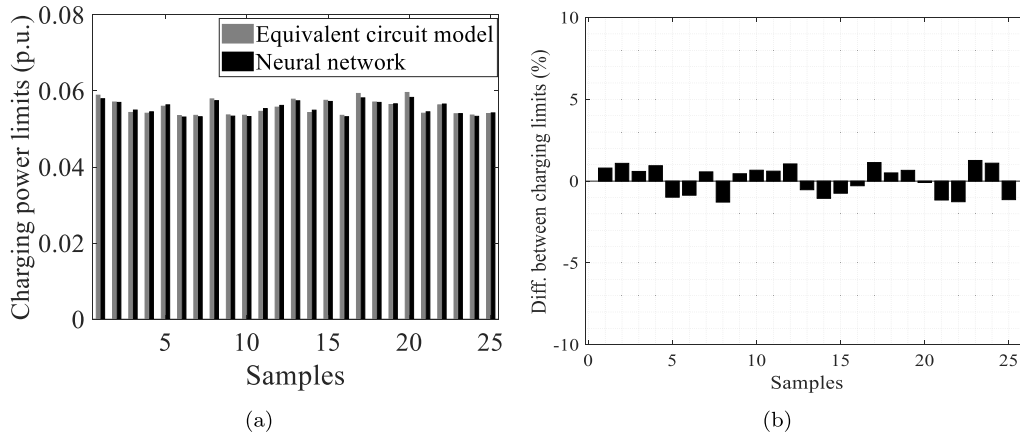 Charging power limits (p.u.)
0.08
0.06
0.04
0.02
0
Equivalent circuit model
Neural network
5 10 15 20 25
Samples
(a)
Diff. between charging limits (%)
10
5
0
-5
-10
0 5 10 15 20 25
Samples
(b)